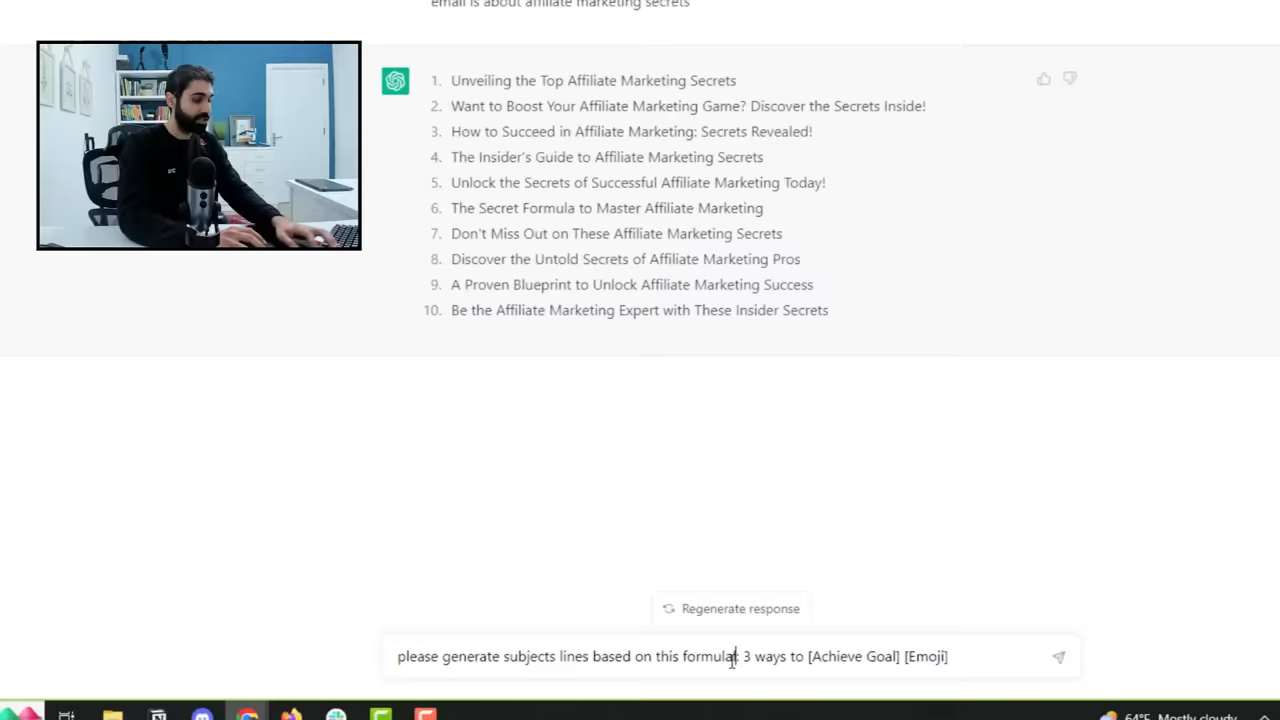 email is about affiliate marketing secrets
1. Unveiling the Top Affiliate Marketing Secrets
2. Want to Boost Your Affiliate Marketing Game? Discover the Secrets Inside!
3. How to Succeed in Affiliate Marketing: Secrets Revealed!
4. The Insider's Guide to Affiliate Marketing Secrets
5. Unlock the Secrets of Successful Affiliate Marketing Today!
6. The Secret Formula to Master Affiliate Marketing
7. Don't Miss Out on These Affiliate Marketing Secrets
8. Discover the Untold Secrets of Affiliate Marketing Pros
9. A Proven Blueprint to Unlock Affiliate Marketing Success
10. Be the Affiliate Marketing Expert with These Insider Secrets
Regenerate response
please generate subjects lines based on this formula: 3 ways to [Achieve Goal] [Emoji]
64°F Mostly cloudy